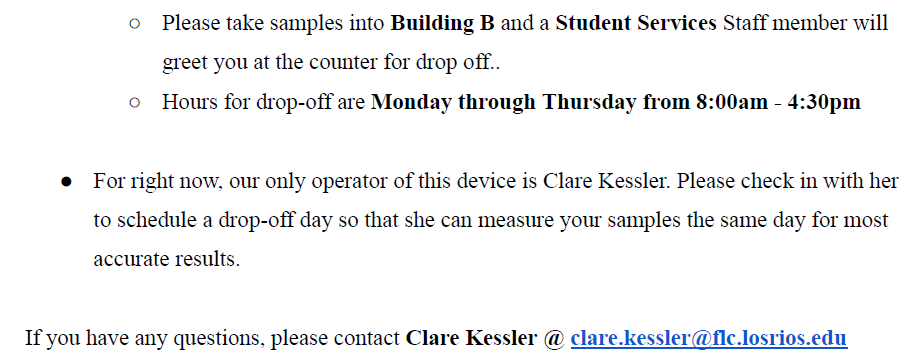 ○ Please take samples into Building B and a Student Services Staff member will
greet you at the counter for drop off..
○ Hours for drop-off are Monday through Thursday from 8:00am - 4:30pm
● For right now, our only operator of this device is Clare Kessler. Please check in with her
to schedule a drop-off day so that she can measure your samples the same day for most
accurate results.
If you have any questions, please contact Clare Kessler @ clare.kessler@flc.losrios.edu